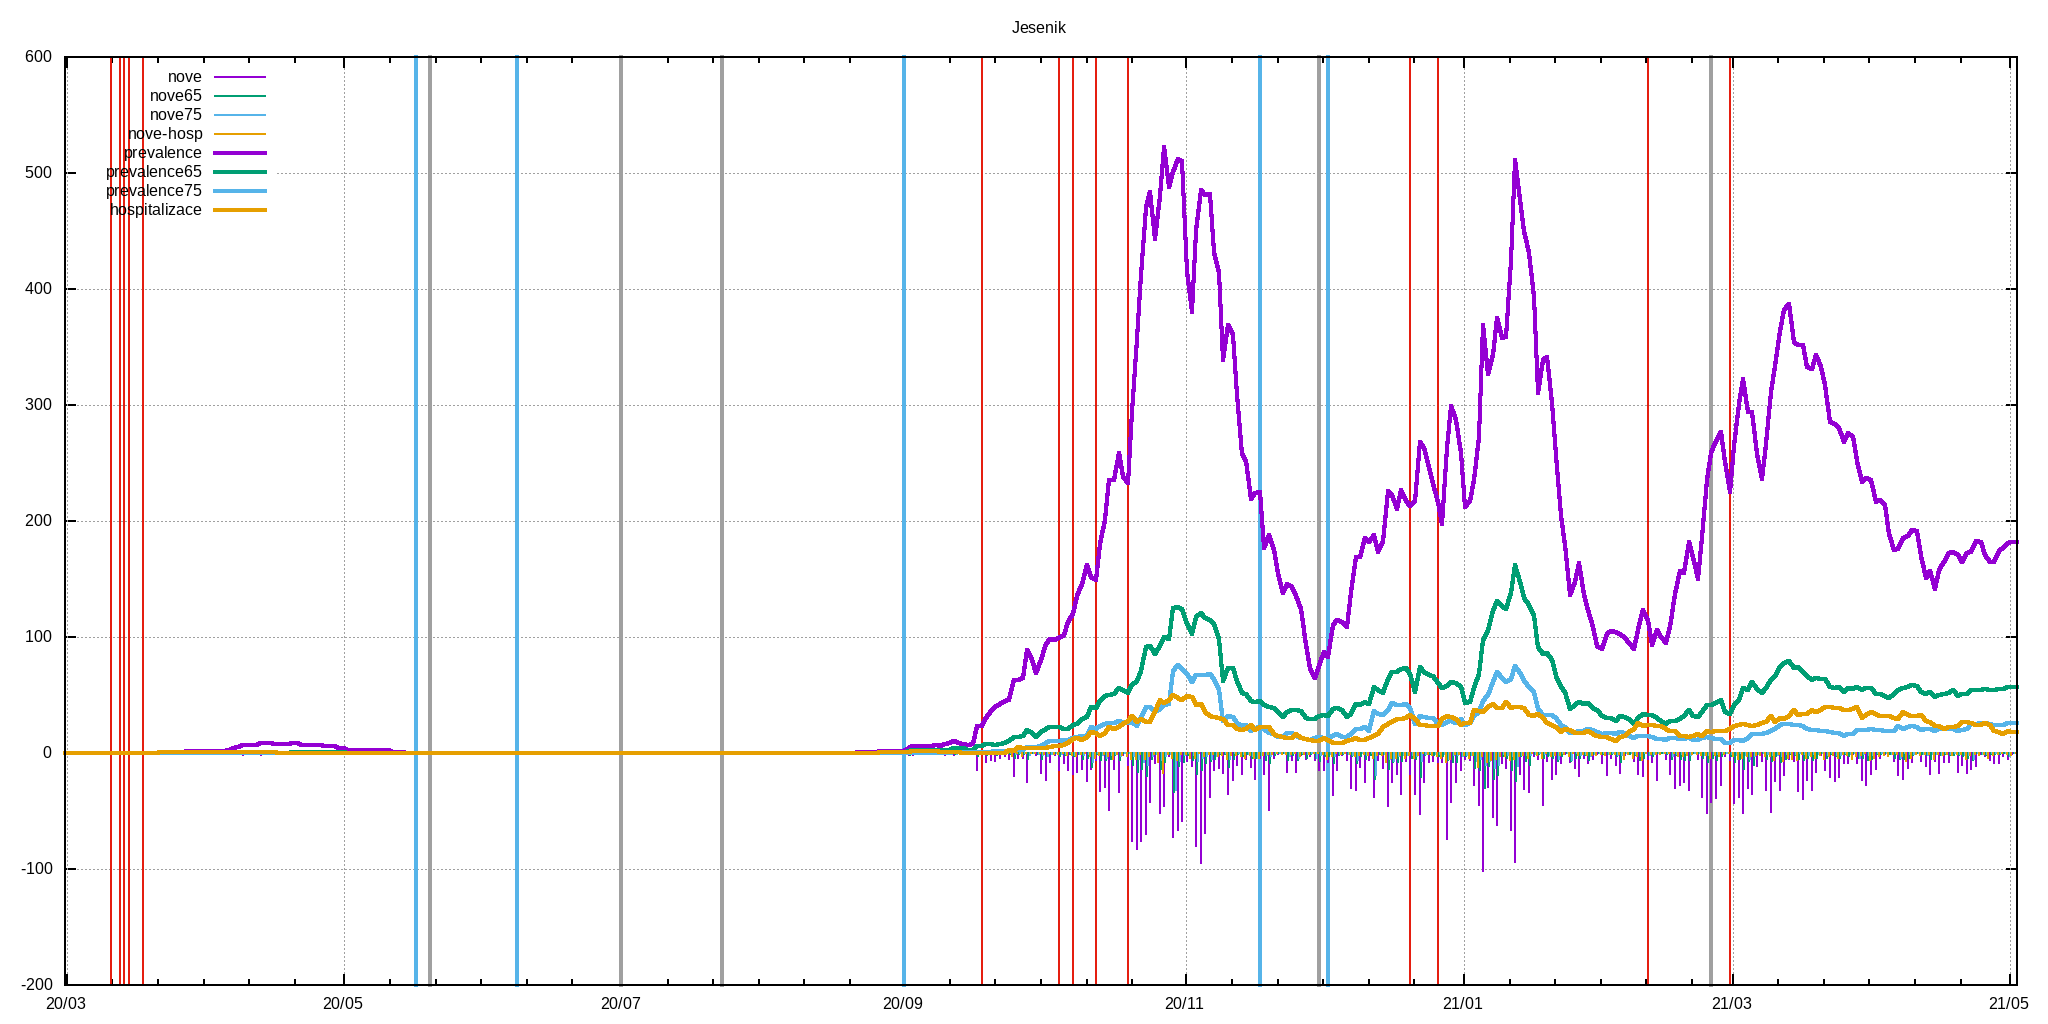 Jesenik
600
500
400
300
200
100
0
-100
-200
nove
nove65
nove75
nove-hosp
prevalence
prevalence65
prevalence75
hospitalizace
20/03 20/05 20/07 20/09 20/11 21/01 21/03 21/05